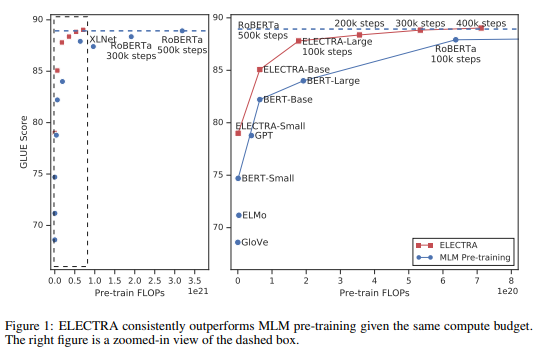 90
85
80
75
70
GLUE Score
0.0 0.5 1.0 1.5 2.0 2.5 3.0 3.5
1e21
Pre-train FLOPs
XLNet
RoBERTa
300k steps
RoBERTa
500k steps
90
85
80
75
70
0 1 2 3 4 5 6 7 8
1e20
Pre-train FLOPs
RoBERTa
500k steps
200k steps
300k steps
400k steps
ELECTRA-Large
100k steps
RoBERTa
100k steps
ELECTRA-Base
BERT-Large
BERT-Base
ELECTRA-Small
GPT
BERT-Small
ELMo
GloVe
ELECTRA
MLM Pre-training
Figure 1: ELECTRA consistently outperforms MLM pre-training given the same compute budget.
The right figure is a zoomed-in view of the dashed box.